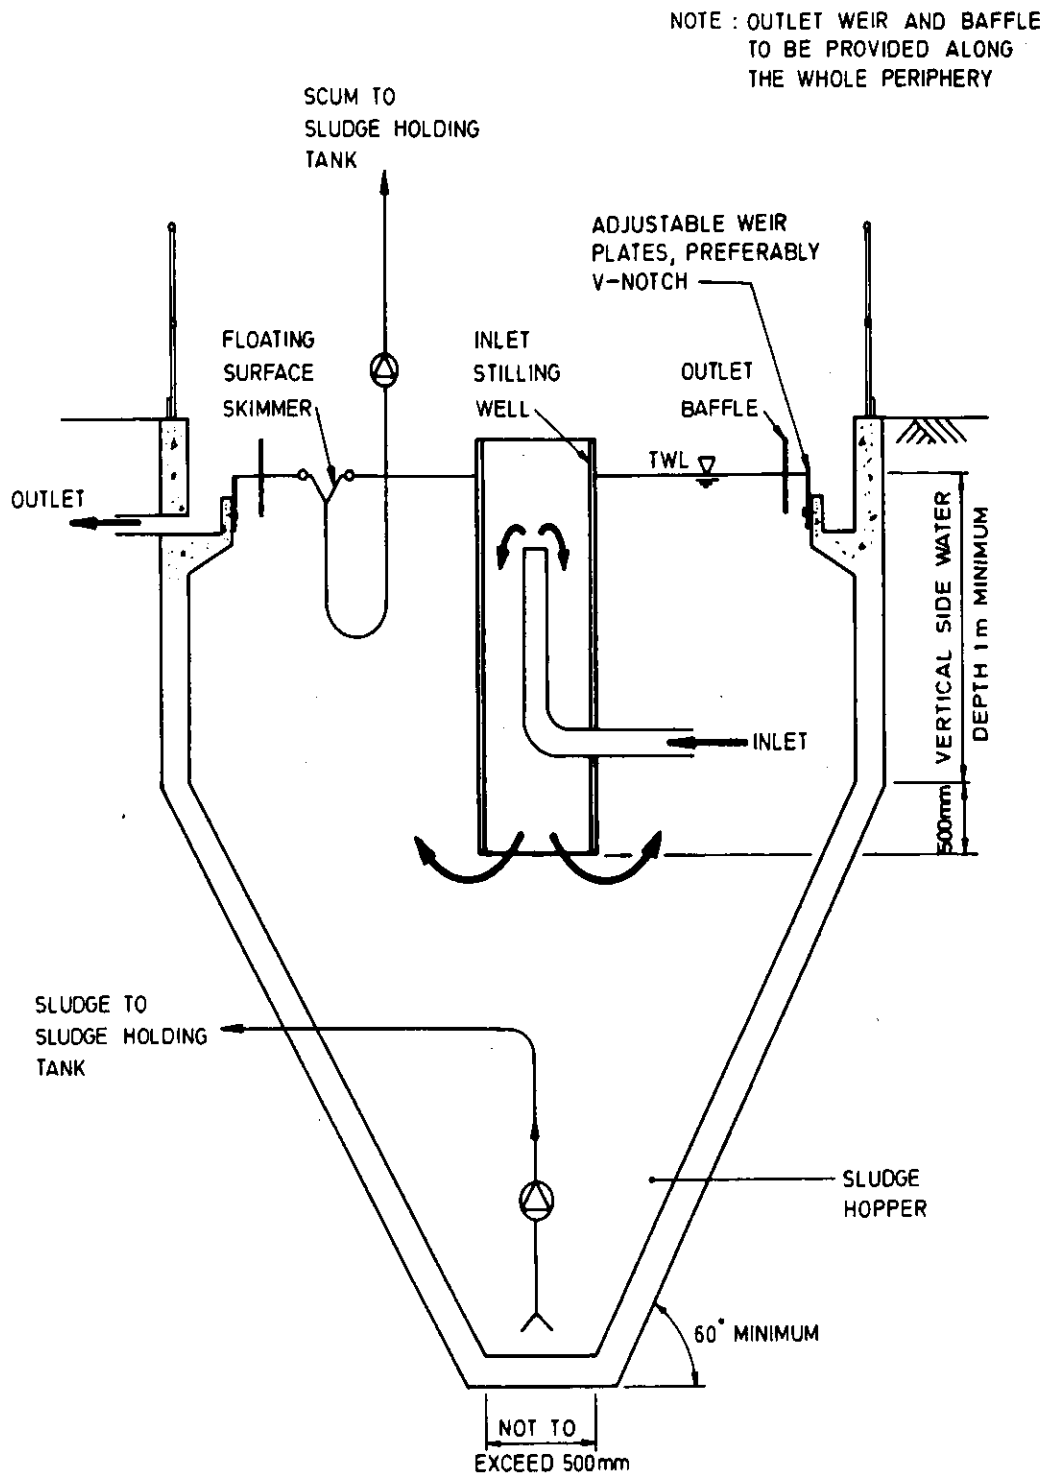 NOTE : OUTLET WEIR AND BAFFLE
TO BE PROVIDED ALONG
THE WHOLE PERIPHERY
SCUM TO
SLUDGE HOLDING
TANK
ADJUSTABLE WEIR
PLATES, PREFERABLY
V-NOTCH
FLOATING
SURFACE
SKIMMER
INLET
STILLING
WELL
OUTLET
BAFFLE
TWL
OUTLET
VERTICAL SIDE WATER
DEPTH 1m MINIMUM
INLET
500mm
SLUDGE TO
SLUDGE HOLDING
TANK
SLUDGE
HOPPER
60° MINIMUM
NOT TO
EXCEED 500mm